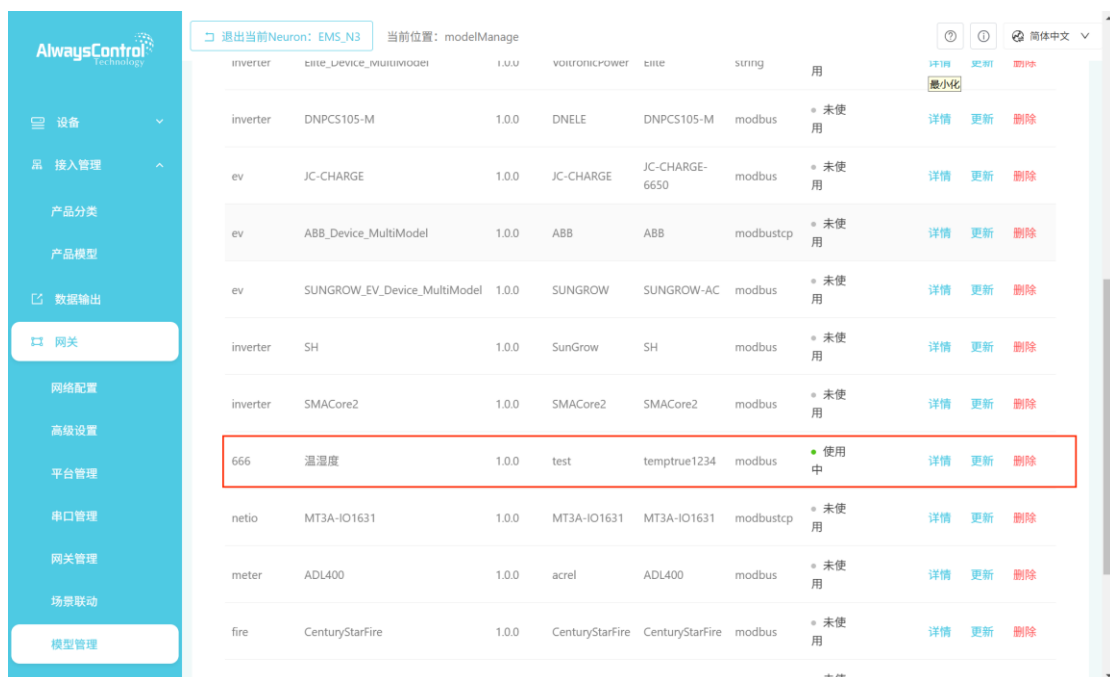 AlwaysControl
Technology
退出当前Neuron：EMS_N3 当前位置：modelManage 简体中文
inverter Elite_Device_MultiModel 1.0.0 VoltronicPower Elite string 用 详情 更新 删除
最小化
设备
inverter DNPCS105-M 1.0.0 DNELE DNPCS105-M modbus 未使用 详情 更新 删除
接入管理
ev JC-CHARGE 1.0.0 JC-CHARGE JC-CHARGE-6650 modbus 未使用 详情 更新 删除
产品分类
ev ABB_Device_MultiModel 1.0.0 ABB ABB modbustcp 未使用 详情 更新 删除
产品模型
ev SUNGROW_EV_Device_MultiModel 1.0.0 SUNGROW SUNGROW-AC modbus 未使用 详情 更新 删除
数据输出
网关
inverter SH 1.0.0 SunGrow SH modbus 未使用 详情 更新 删除
网络配置
inverter SMACore2 1.0.0 SMACore2 SMACore2 modbus 未使用 详情 更新 删除
高级设置
666 温湿度 1.0.0 test temptrue1234 modbus 使用中 详情 更新 删除
平台管理
串口管理
netio MT3A-IO1631 1.0.0 MT3A-IO1631 MT3A-IO1631 modbustcp 未使用 详情 更新 删除
网关管理
meter ADL400 1.0.0 acrel ADL400 modbus 未使用 详情 更新 删除
场景联动
fire CenturyStarFire 1.0.0 CenturyStarFire CenturyStarFire modbus 未使用 详情 更新 删除
模型管理